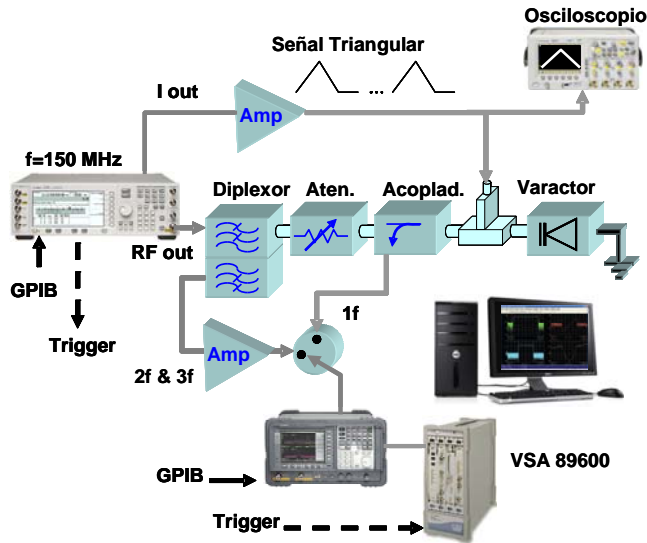 Osciloscopio
Señal Triangular
...
I out
Amp
f=150 MHz
Diplexor
Aten.
Acoplad.
Varactor
RF out
GPIB
1f
Trigger
Amp
2f & 3f
VSA 89600
GPIB
Trigger